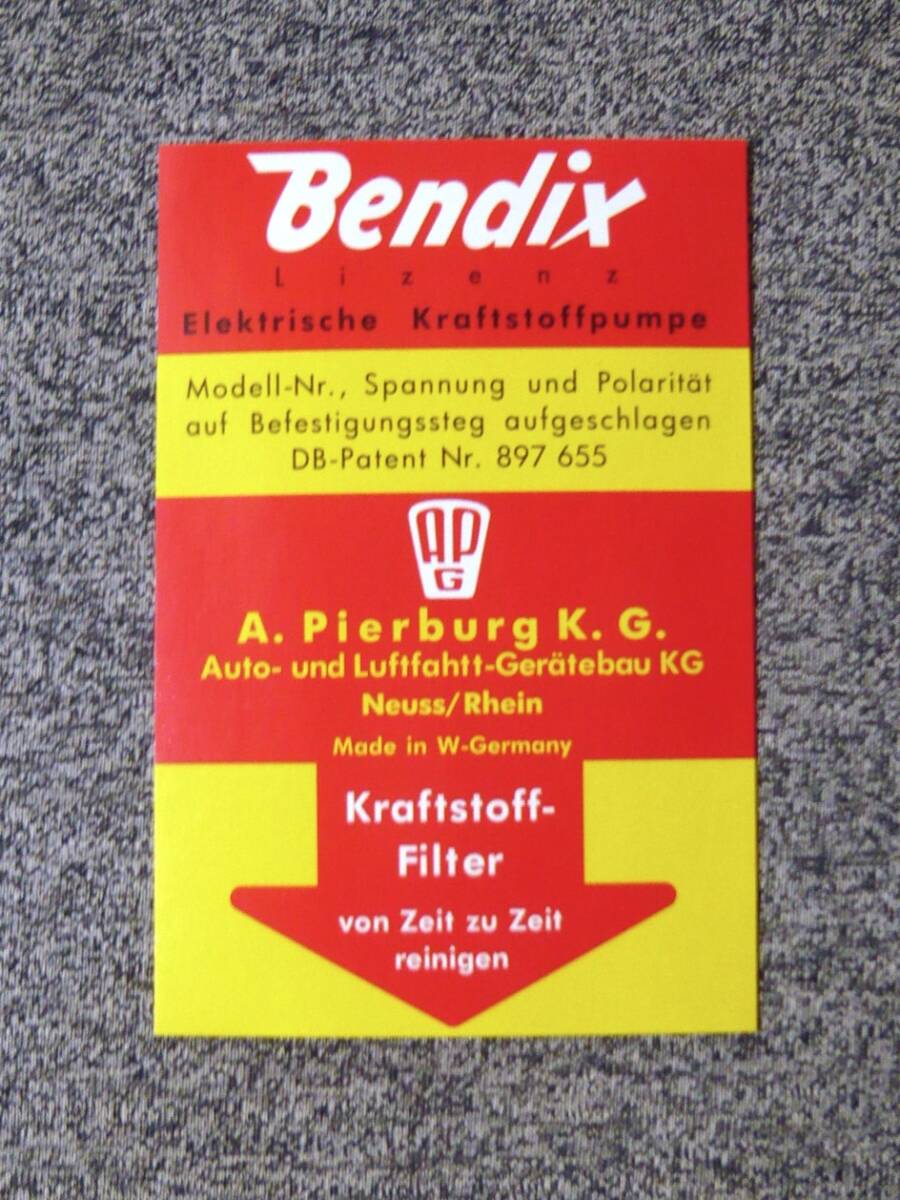 Bendix
Lizenz
Elektrische Kraftstoffpumpe
Modell-Nr., Spannung und Polarität
auf Befestigungssteg aufgeschlagen
DB-Patent Nr. 897 655
APG
A. Pierburg K. G.
Auto- und Luftfahtt-Gerätebau KG
Neuss/Rhein
Made in W-Germany
Kraftstoff-
Filter
von Zeit zu Zeit
reinigen